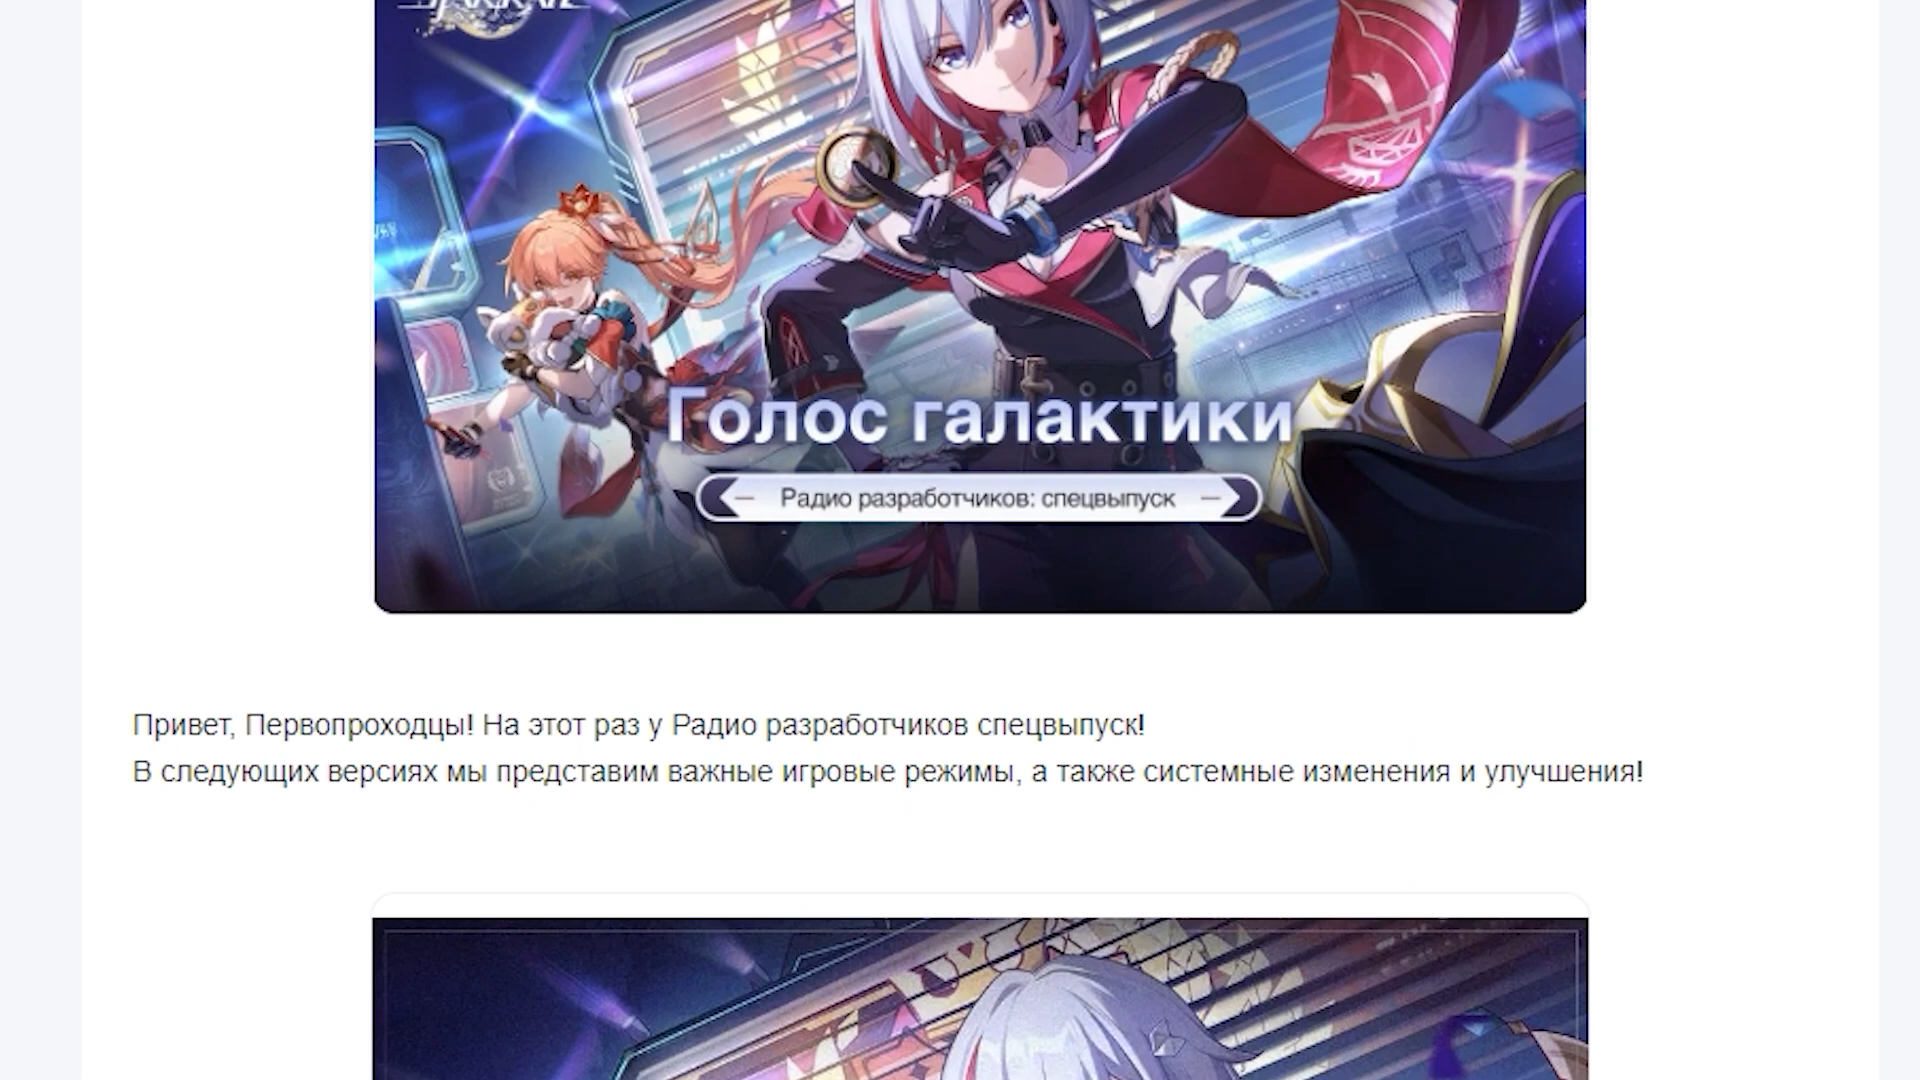 Голос галактики
Радио разработчиков: спецвыпуск
Привет, Первопроходцы! На этот раз у Радио разработчиков спецвыпуск!
В следующих версиях мы представим важные игровые режимы, а также системные изменения и улучшения!